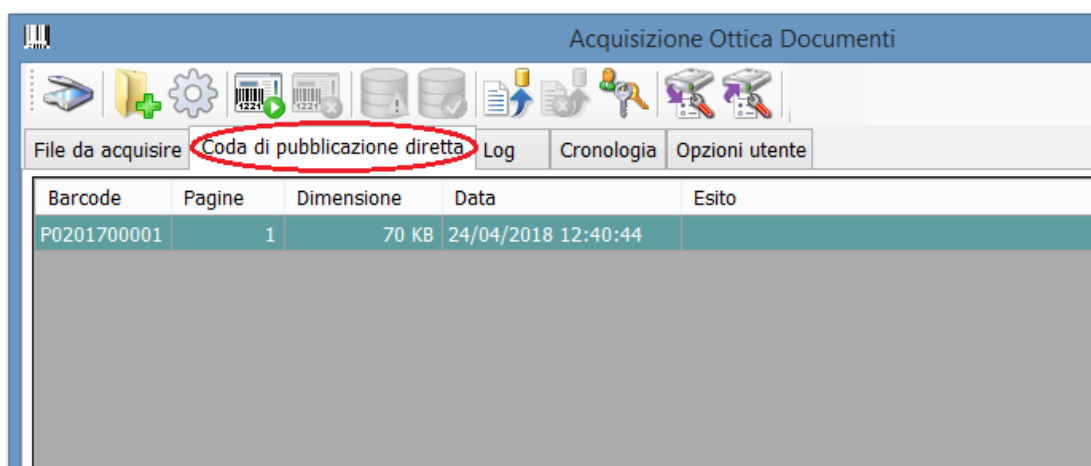 Acquisizione Ottica Documenti
1221 1221
File da acquisire Coda di pubblicazione diretta Log Cronologia Opzioni utente
Barcode Pagine Dimensione Data Esito
P0201700001 1 70 KB 24/04/2018 12:40:44